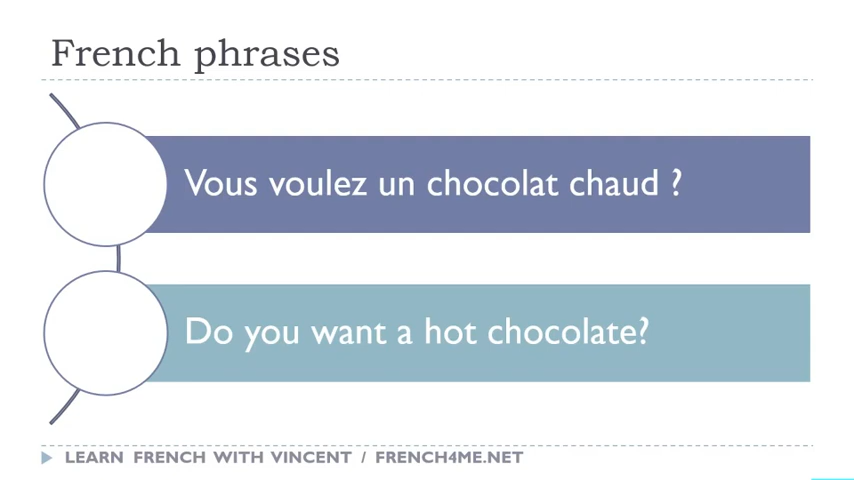 French phrases
Vous voulez un chocolat chaud ?
Do you want a hot chocolate?
LEARN FRENCH WITH VINCENT / FRENCH4ME.NET